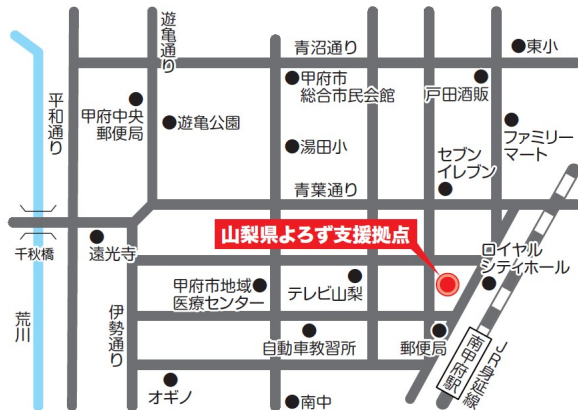 遊亀通り
青沼通り
東小
甲府市
総合市民会館
戸田酒販
平和通り
甲府中央
郵便局
遊亀公園
湯田小
ファミリー
マート
セブン
イレブン
青葉通り
山梨県よろず支援拠点
千秋橋
遠光寺
ロイヤル
シティホール
甲府市地域
医療センター
テレビ山梨
荒川
伊勢通り
自動車教習所
郵便局
南甲府駅
JR身延線
オギノ
南中